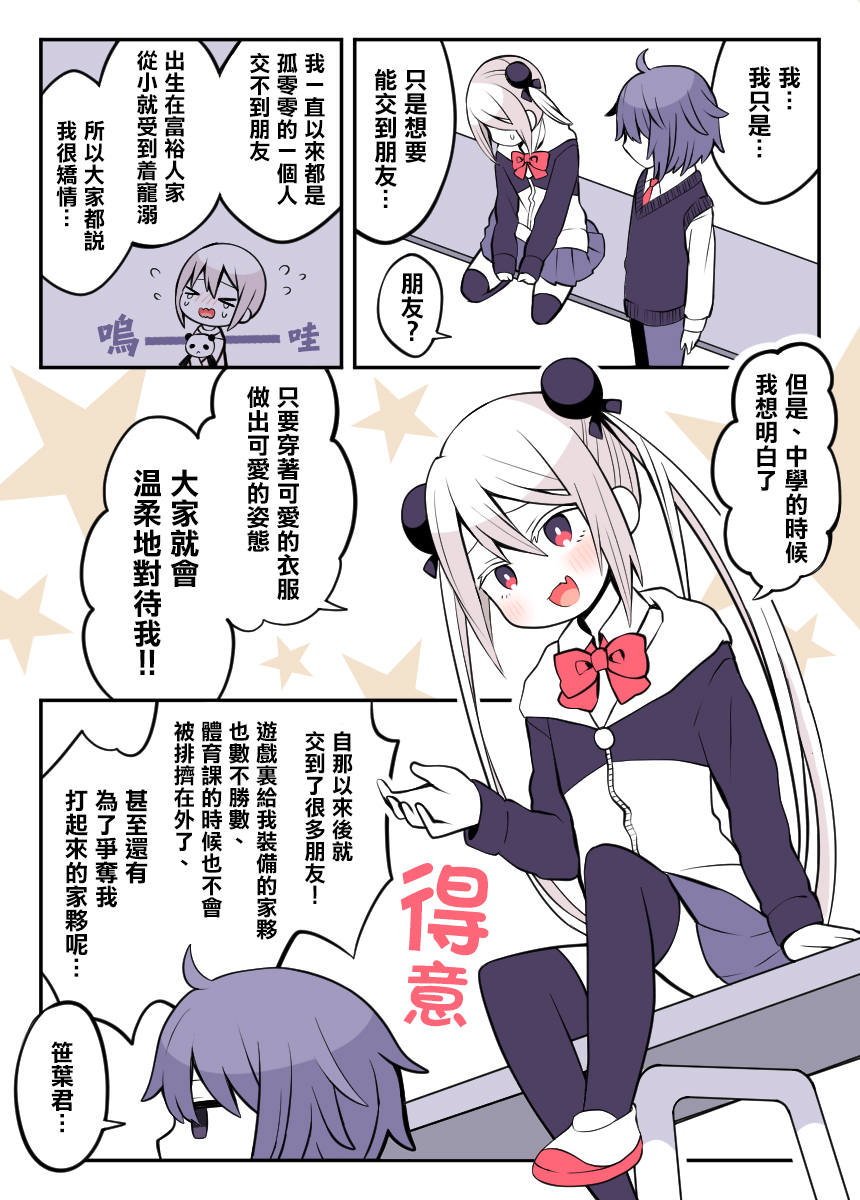 我…
我只是…
只是想要
能交到朋友…
朋友?
我一直以來都是
孤零零的一個人
交不到朋友
出生在富裕人家
從小就受到着寵溺
所以大家都說
我很矯情…
嗚
哇
但是、中學的時候
我想明白了
只要穿著可愛的衣服
做出可愛的姿態
大家就會
温柔地對待我!!
自那以來後就
交到了很多朋友!
遊戲裏給我裝備的家夥
也數不勝數、
體育課的時候也不會
被排擠在外了、
甚至還有
為了爭奪我
打起來的家夥呢…
得意
笹葉君…